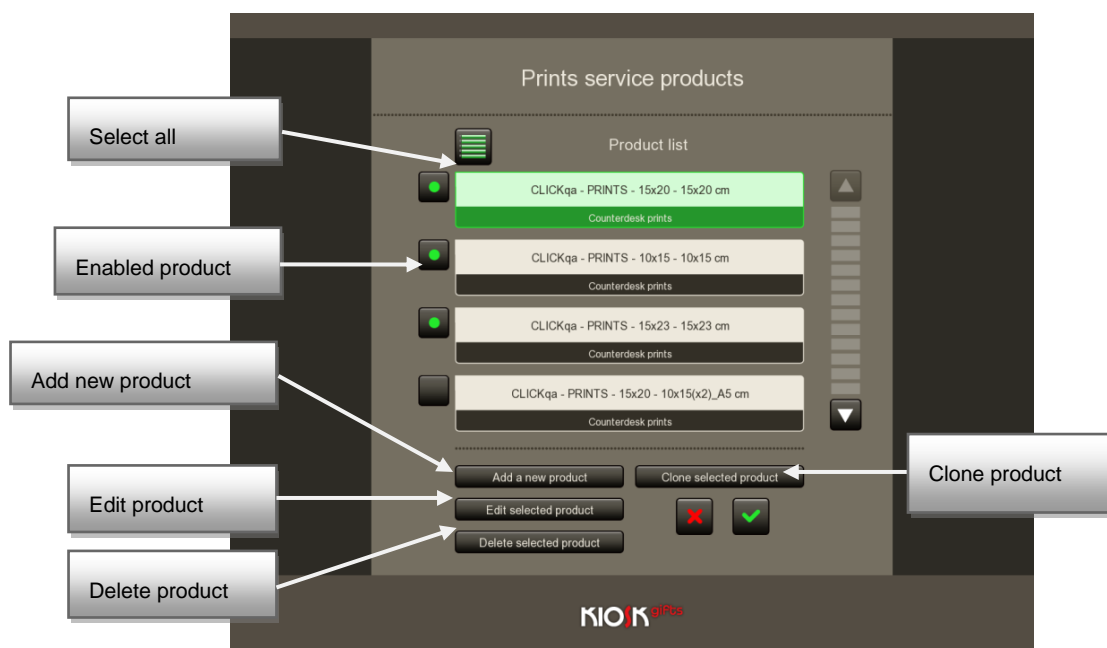 Prints service products
Select all
Product list
CLICKqa - PRINTS - 15x20 - 15x20 cm
Counterdesk prints
Enabled product
CLICKqa - PRINTS - 10x15 - 10x15 cm
Counterdesk prints
CLICKqa - PRINTS - 15x23 - 15x23 cm
Counterdesk prints
Add new product
CLICKqa - PRINTS - 15x20 - 10x15(x2)_A5 cm
Counterdesk prints
Add a new product
Clone selected product
Clone product
Edit product
Edit selected product
Delete selected product
Delete product
KIOSK gifts